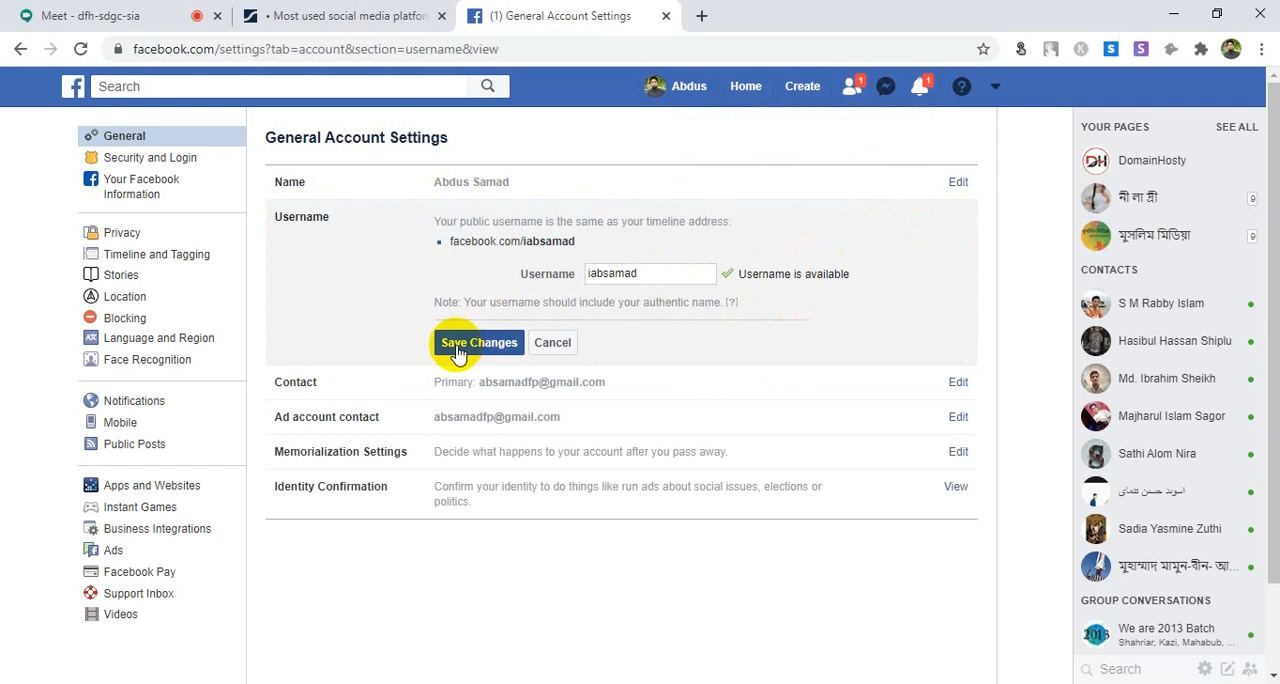 Meet - dfh-sdgc-sia
• Most used social media platfor
(1) General Account Settings
facebook.com/settings?tab=account&section=username&view
Search
Abdus
Home
Create
1
1
General
Security and Login
Your Facebook
Information
Privacy
Timeline and Tagging
Stories
Location
Blocking
Language and Region
Face Recognition
Notifications
Mobile
Public Posts
Apps and Websites
Instant Games
Business Integrations
Ads
Facebook Pay
Support Inbox
Videos
General Account Settings
Name Abdus Samad Edit
Username Your public username is the same as your timeline address:
facebook.com/iabsamad
Username iabsamad Username is available
Note: Your username should include your authentic name. [?]
Save Changes Cancel
Contact Primary: absamadfp@gmail.com Edit
Ad account contact absamadfp@gmail.com Edit
Memorialization Settings Decide what happens to your account after you pass away. Edit
Identity Confirmation Confirm your identity to do things like run ads about social issues, elections or View
politics.
YOUR PAGES SEE ALL
DH DomainHosty
নী লা দ্রী 9
মুসলিম মিডিয়া 9
CONTACTS
S M Rabby Islam
Hasibul Hassan Shiplu
Md. Ibrahim Sheikh
Majharul Islam Sagor
Sathi Alom Nira
Sadia Yasmine Zuthi
মুহাম্মাদ মামুন-বীন- আ...
GROUP CONVERSATIONS
2013 We are 2013 Batch
Shahriar, Kazi, Mahabub, ...
Search